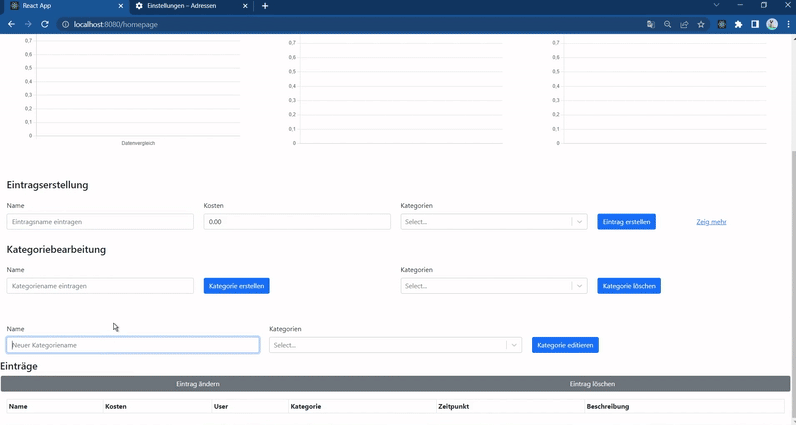 React App
Einstellungen – Adressen
localhost:8080/homepage
0,7
0,6
0,5
0,4
0,3
0,2
0,1
0
Datenvergleich
0,7
0,6
0,5
0,4
0,3
0,2
0,1
0
0,7
0,6
0,5
0,4
0,3
0,2
0,1
0
Eintragserstellung
Name Kosten Kategorien
Eintragsname eintragen 0.00 Select... Eintrag erstellen Zeig mehr
Kategoriebearbeitung
Name Kategorien
Kategoriename eintragen Kategorie erstellen Select... Kategorie löschen
Name Kategorien
Neuer Kategoriename Select... Kategorie editieren
Einträge
Eintrag ändern Eintrag löschen
Name Kosten User Kategorie Zeitpunkt Beschreibung